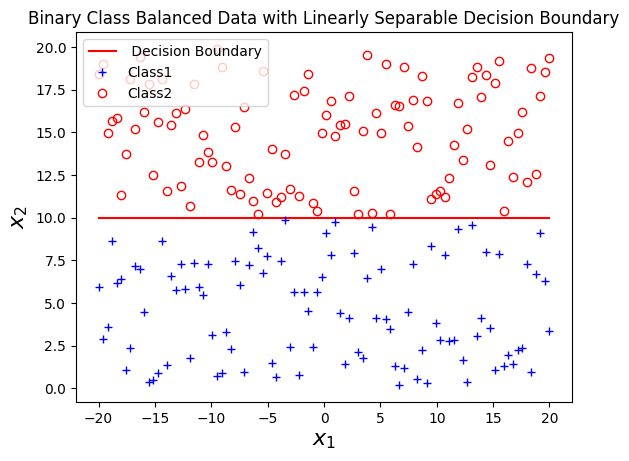 Binary Class Balanced Data with Linearly Separable Decision Boundary
Decision Boundary
Class1
Class2
20.0
17.5
15.0
12.5
10.0
7.5
5.0
2.5
0.0
x₂
−20 −15 −10 −5 0 5 10 15 20
x₁